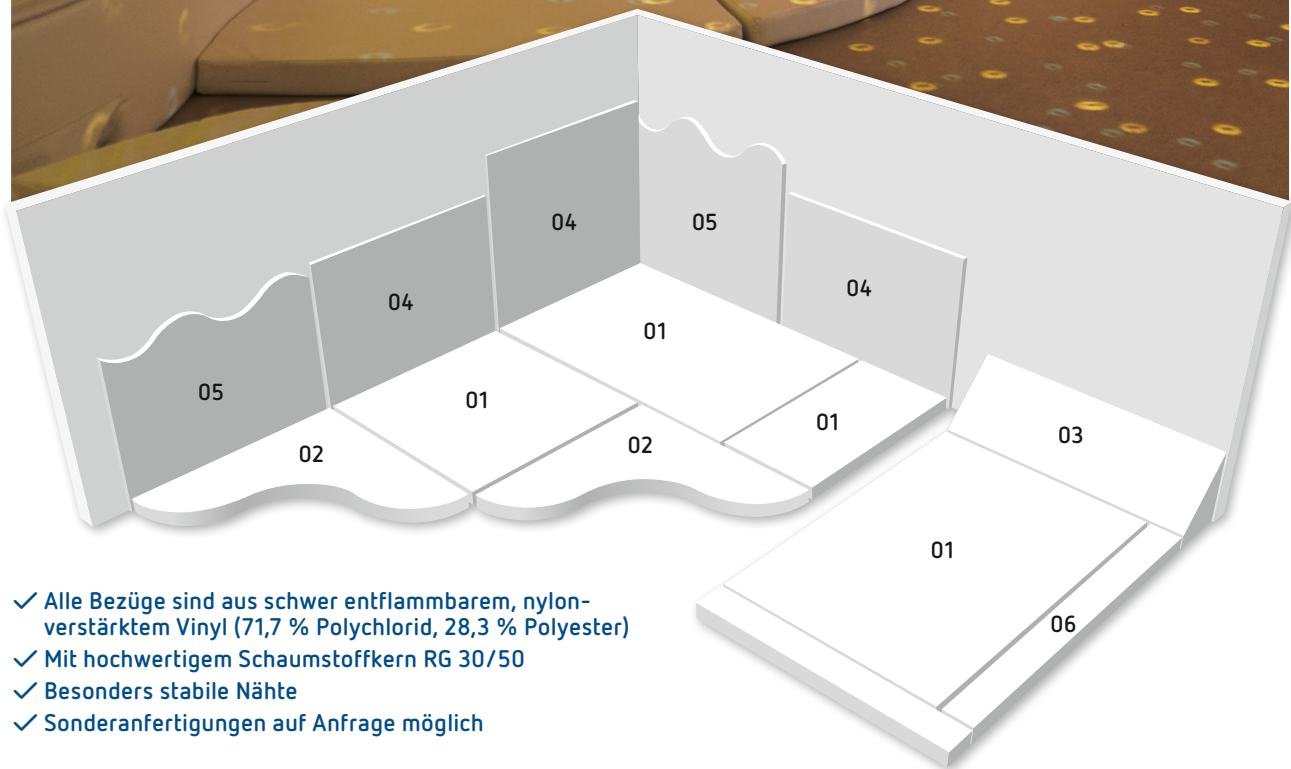 04
05
04
04
05
01
01
01
02
02
03
01
06
✓ Alle Bezüge sind aus schwer entflammbarem, nylon-
verstärktem Vinyl (71,7 % Polychlorid, 28,3 % Polyester)
✓ Mit hochwertigem Schaumstoffkern RG 30/50
✓ Besonders stabile Nähte
✓ Sonderanfertigungen auf Anfrage möglich